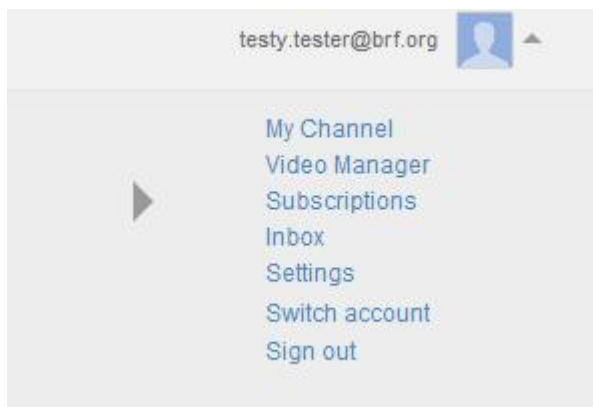 testy.tester@brf.org
My Channel
Video Manager
Subscriptions
Inbox
Settings
Switch account
Sign out